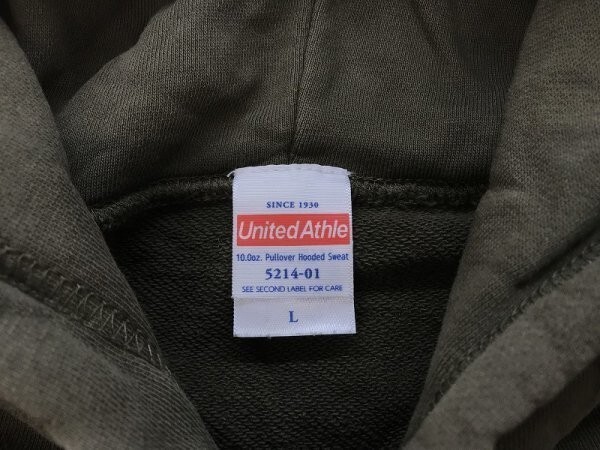 SINCE 1930
United Athle
10.0oz. Pullover Hooded Sweat
5214-01
SEE SECOND LABEL FOR CARE
L